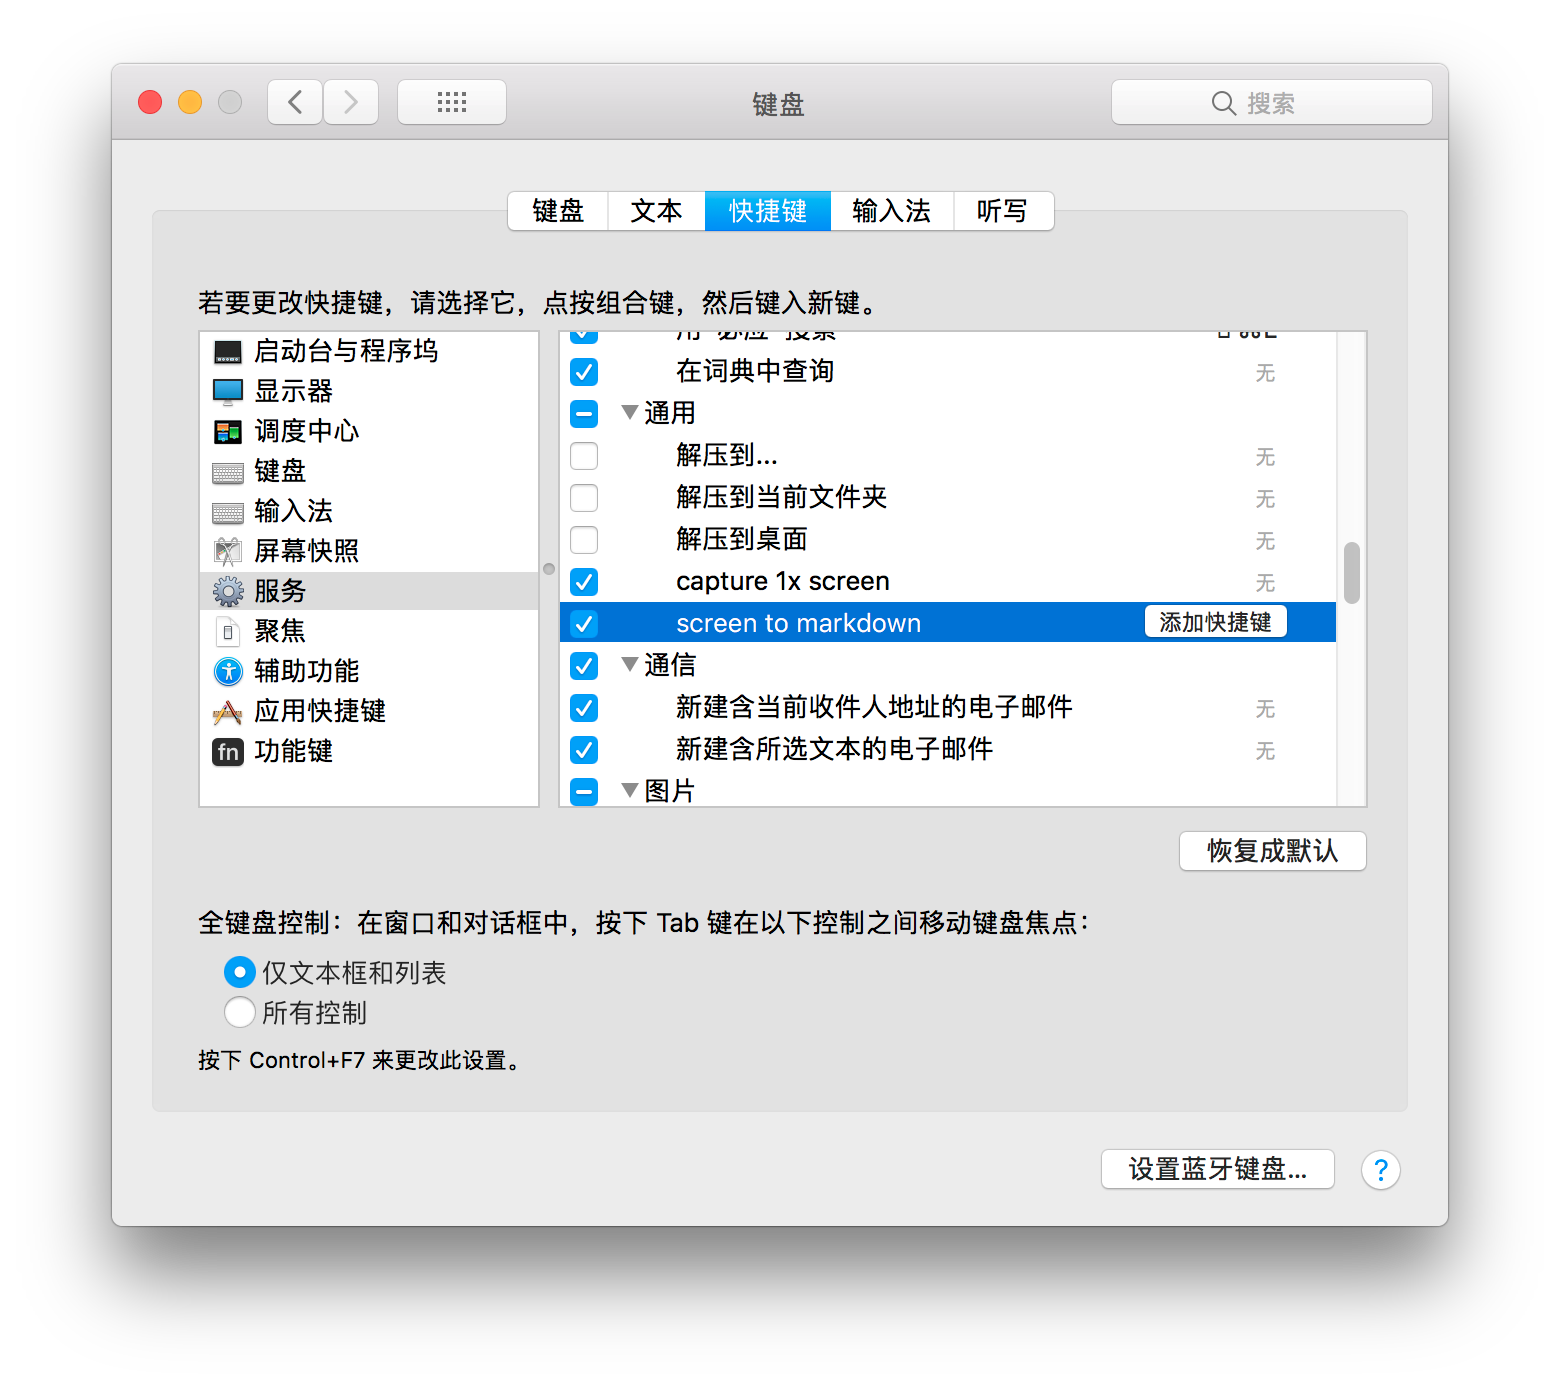 键盘
搜索
键盘 文本 快捷键 输入法 听写
若要更改快捷键，请选择它，点按组合键，然后键入新键。
启动台与程序坞
显示器
调度中心
键盘
输入法
屏幕快照
服务
聚焦
辅助功能
应用快捷键
fn 功能键
用“必应”搜索
在词典中查询 无
通用
解压到... 无
解压到当前文件夹 无
解压到桌面 无
capture 1x screen 无
screen to markdown 添加快捷键
通信
新建含当前收件人地址的电子邮件 无
新建含所选文本的电子邮件 无
图片
恢复成默认
全键盘控制：在窗口和对话框中，按下 Tab 键在以下控制之间移动键盘焦点：
仅文本框和列表
所有控制
按下 Control+F7 来更改此设置。
设置蓝牙键盘...
?